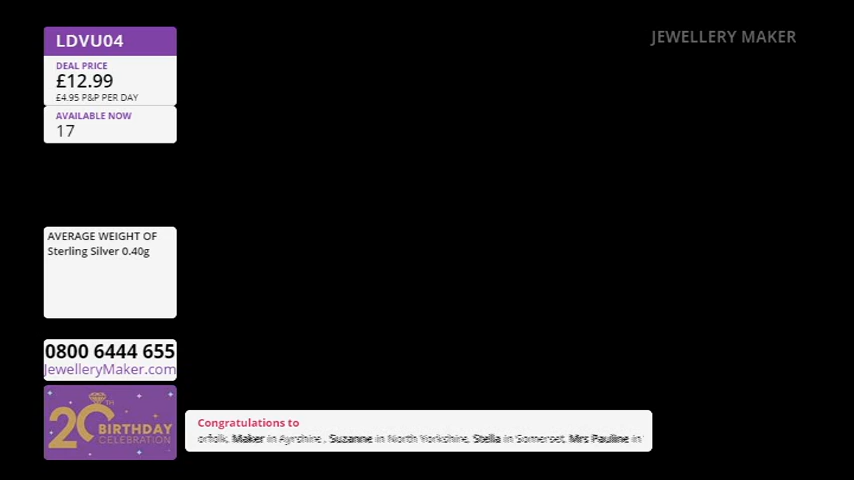 LDVU04
DEAL PRICE
£12.99
£4.95 P&P PER DAY
AVAILABLE NOW
17
JEWELLERY MAKER
AVERAGE WEIGHT OF
Sterling Silver 0.40g
0800 6444 655
JewelleryMaker.com
20TH BIRTHDAY
CELEBRATION
Congratulations to
orfolk, Maker in Ayrshire, Suzanne in North Yorkshire, Stella in Somerset, Mrs Pauline in